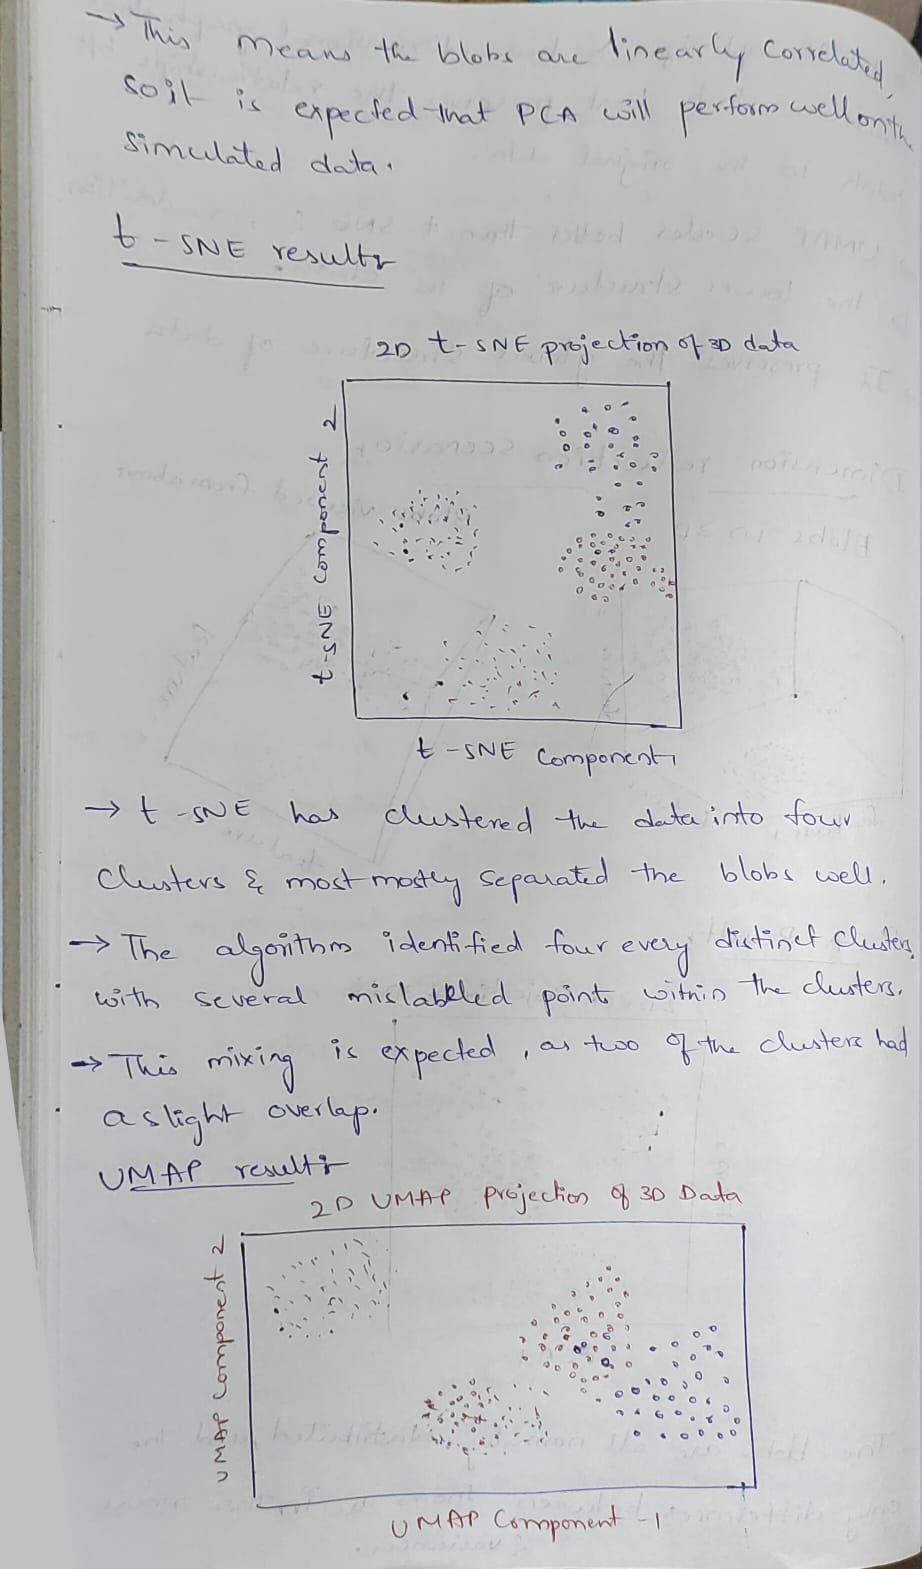 → This means the blobs are linearly correlated,
so it is expected that PCA will perform well on th
simulated data.
t-SNE results
2D t-SNE projection of 3D data
t-SNE component 2
t-SNE component 1
→ t-SNE has clustered the data into four
clusters & most mostly separated the blobs well.
→ The algorithm identified four every distinct clusters,
with several mislabled point within the clusters.
→ This mixing is expected, as two of the clusters had
a slight overlap.
UMAP results
2D UMAP projection of 3D Data
UMAP component 2
UMAP Component - 1